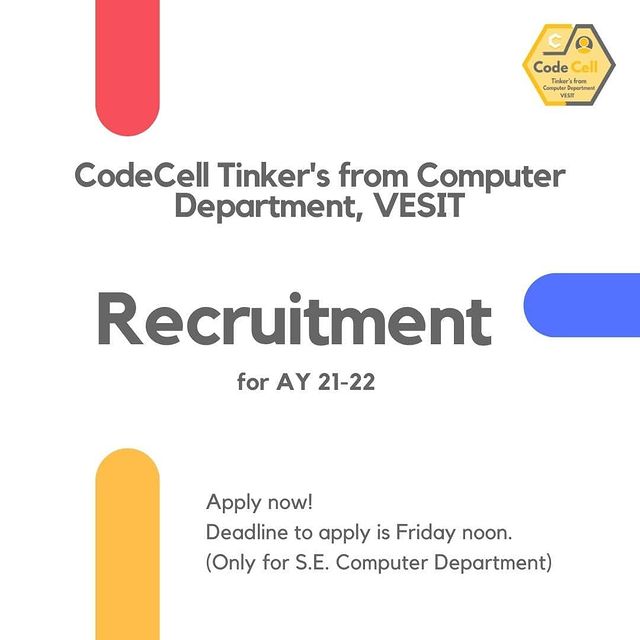 Code Cell
Tinker's from
Computer Department
VESIT
CodeCell Tinker's from Computer
Department, VESIT
Recruitment
for AY 21-22
Apply now!
Deadline to apply is Friday noon.
(Only for S.E. Computer Department)